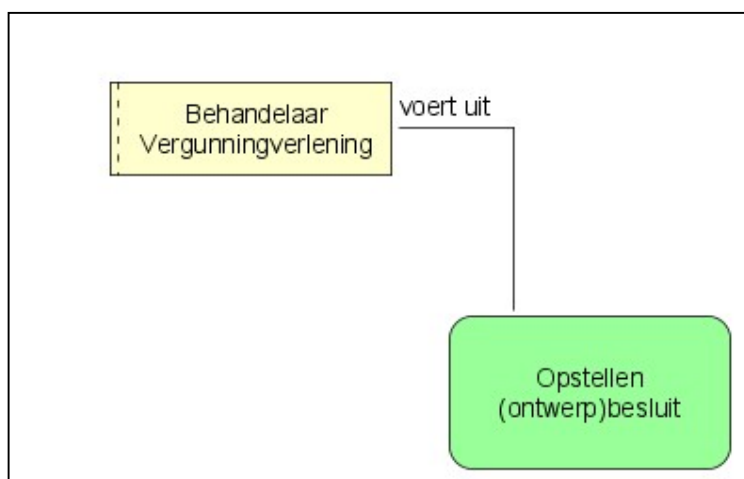 Behandelaar
Vergunningverlening
voert uit
Opstellen
(ontwerp)besluit